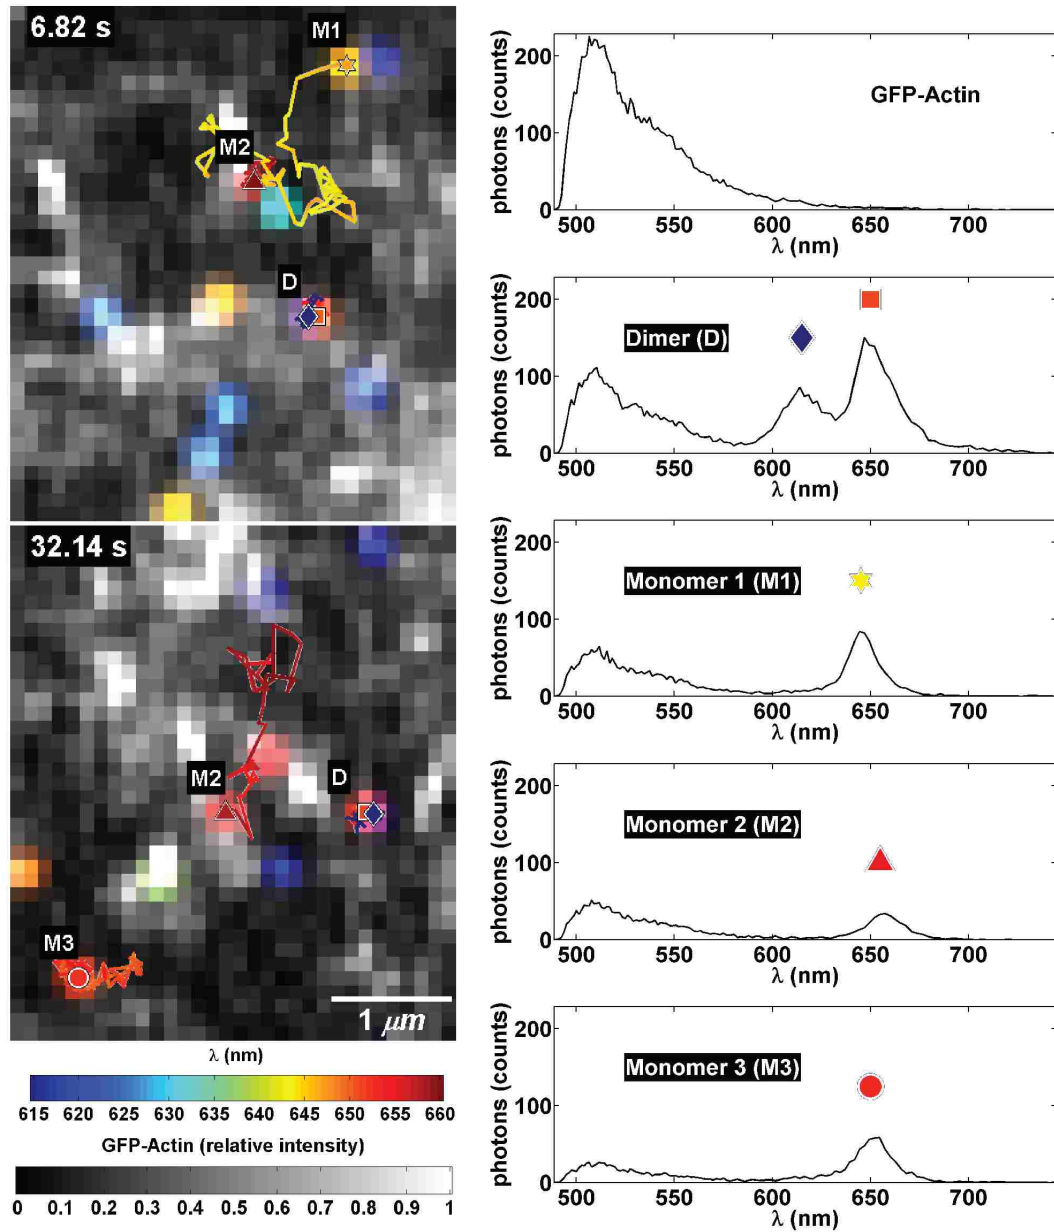 6.82 s
M1
M2
D
32.14 s
M2
D
M3
1 μm
λ (nm)
615 620 625 630 635 640 645 650 655 660
GFP-Actin (relative intensity)
0 0.1 0.2 0.3 0.4 0.5 0.6 0.7 0.8 0.9 1
photons (counts)
200
100
0
GFP-Actin
500 550 600 650 700
λ (nm)
photons (counts)
200
100
0
Dimer (D)
500 550 600 650 700
λ (nm)
photons (counts)
200
100
0
Monomer 1 (M1)
500 550 600 650 700
λ (nm)
photons (counts)
200
100
0
Monomer 2 (M2)
500 550 600 650 700
λ (nm)
photons (counts)
200
100
0
Monomer 3 (M3)
500 550 600 650 700
λ (nm)